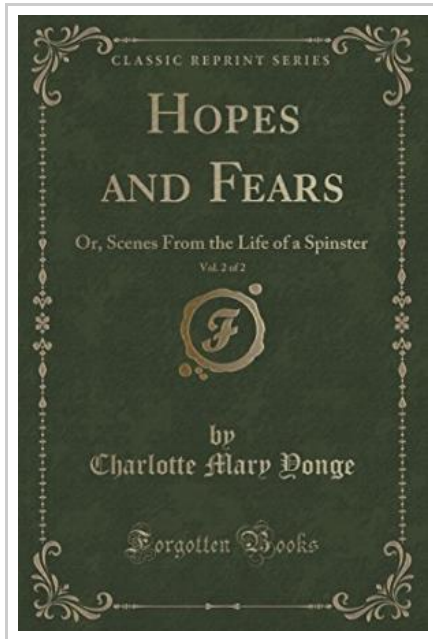 CLASSIC REPRINT SERIES
HOPES
AND FEARS
Or, Scenes From the Life of a Spinster
Vol. 2 of 2
F
by
Charlotte Mary Yonge
Forgotten Books